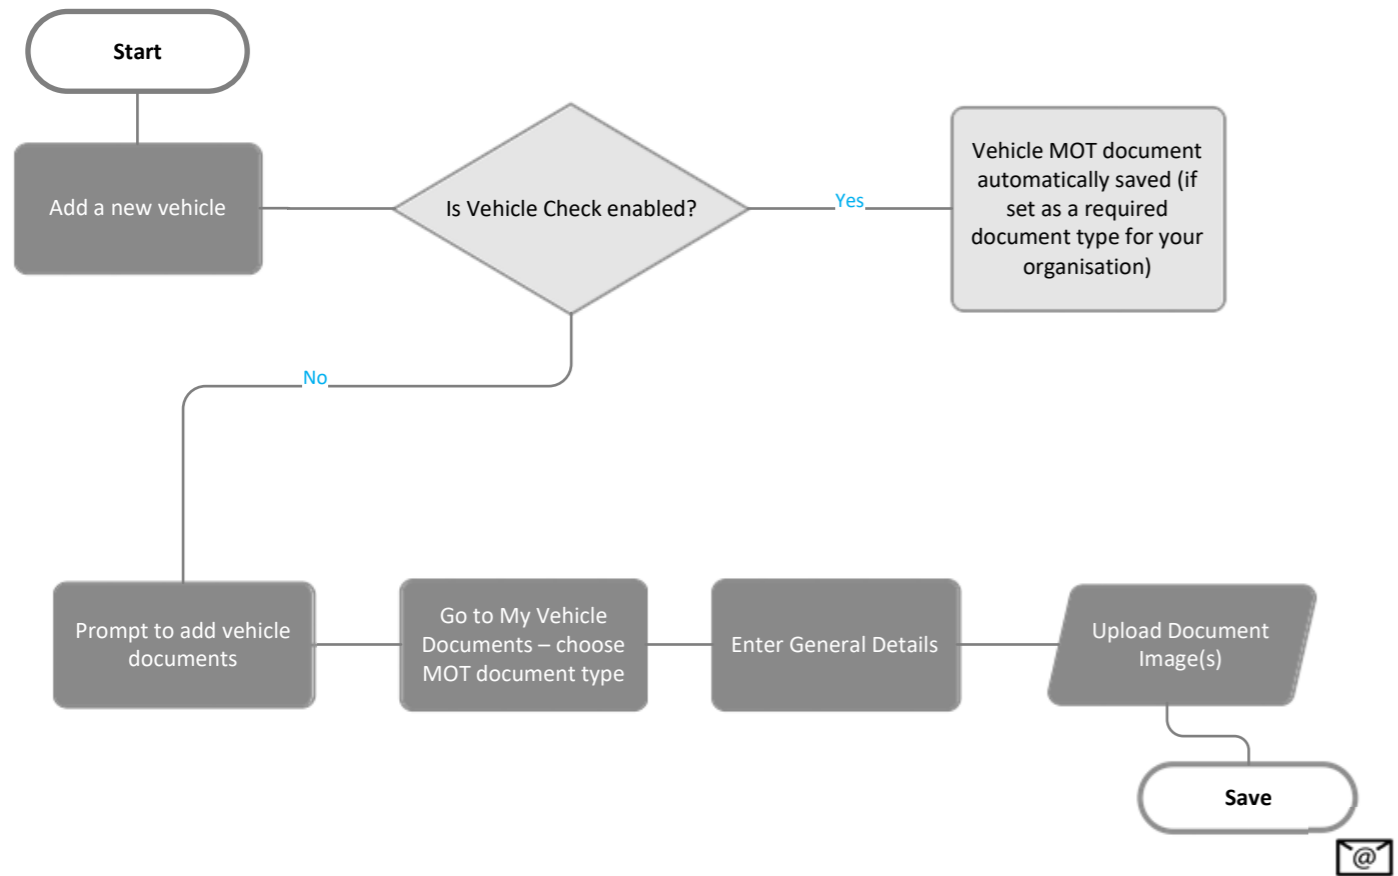 Start
Add a new vehicle
Is Vehicle Check enabled?
Yes
Vehicle MOT document
automatically saved (if
set as a required
document type for your
organisation)
No
Prompt to add vehicle
documents
Go to My Vehicle
Documents – choose
MOT document type
Enter General Details
Upload Document
Image(s)
Save
@